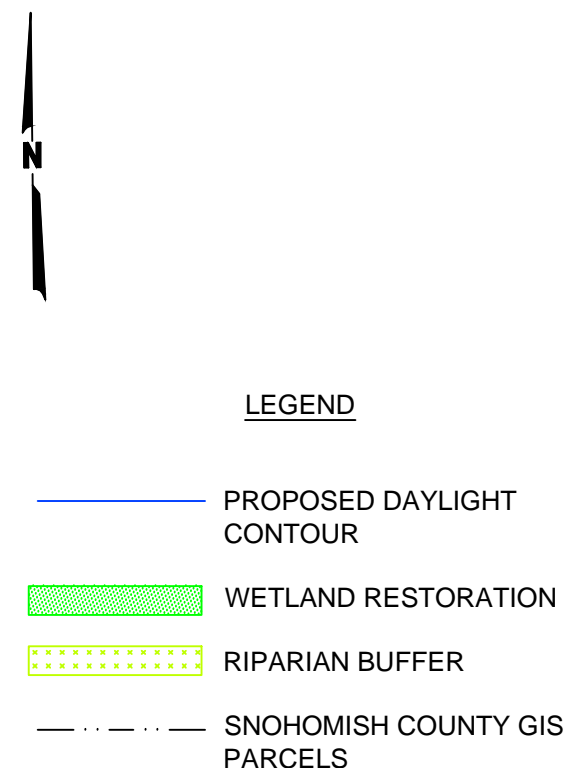 N
LEGEND
PROPOSED DAYLIGHT
CONTOUR
WETLAND RESTORATION
RIPARIAN BUFFER
SNOHOMISH COUNTY GIS
PARCELS